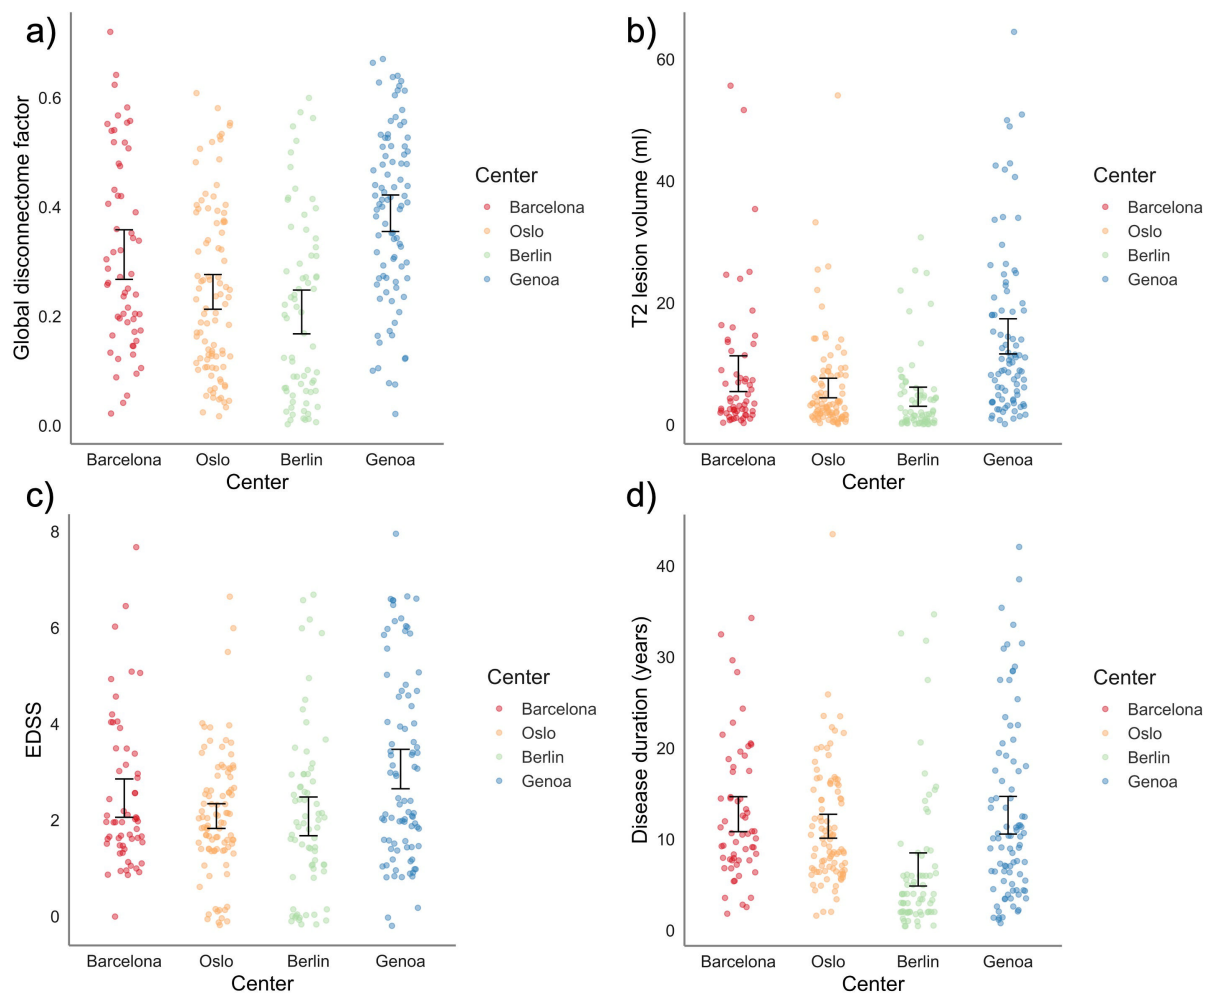 a)
Global disconnectome factor
0.6
0.4
0.2
0.0
Barcelona Oslo Berlin Genoa
Center
Center
Barcelona
Oslo
Berlin
Genoa
b)
T2 lesion volume (ml)
60
40
20
0
Barcelona Oslo Berlin Genoa
Center
Center
Barcelona
Oslo
Berlin
Genoa
c)
EDSS
8
6
4
2
0
Barcelona Oslo Berlin Genoa
Center
Center
Barcelona
Oslo
Berlin
Genoa
d)
Disease duration (years)
40
30
20
10
0
Barcelona Oslo Berlin Genoa
Center
Center
Barcelona
Oslo
Berlin
Genoa